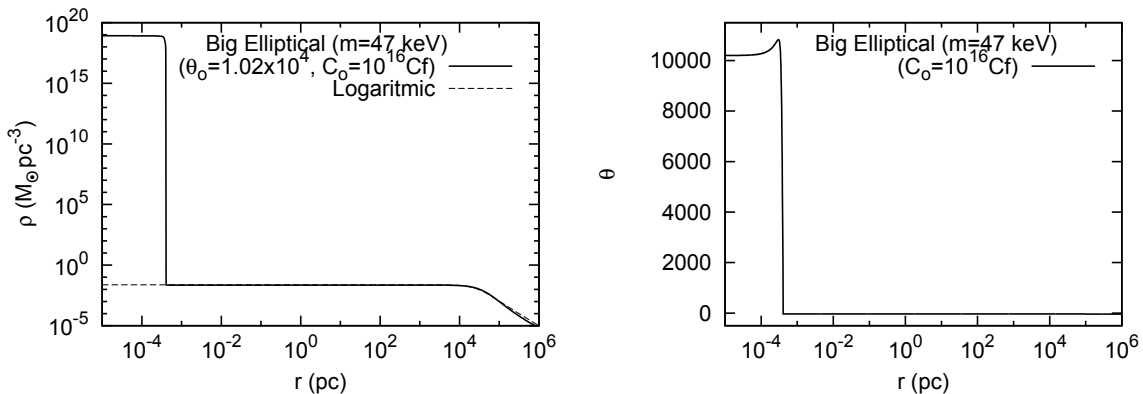 10^20
10^15
10^10
10^5
10^0
10^-5
ρ (M_⊙pc^-3)
Big Elliptical (m=47 keV)
(θ_o=1.02x10^4, C_o=10^16Cf)
Logaritmic
10^-4 10^-2 10^0 10^2 10^4 10^6
r (pc)
10000
8000
6000
4000
2000
0
θ
Big Elliptical (m=47 keV)
(C_o=10^16Cf)
10^-4 10^-2 10^0 10^2 10^4 10^6
r (pc)